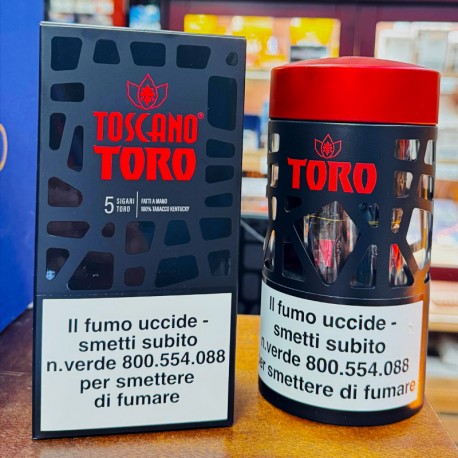 TOSCANO®
TORO
5 SIGARI TORO
FATTI A MANO
100% TABACCO KENTUCKY
Il fumo uccide -
smetti subito
n.verde 800.554.088
per smettere
di fumare
TORO
Il fumo uccide -
smetti subito
n.verde 800.554.088
per smettere
di fumare